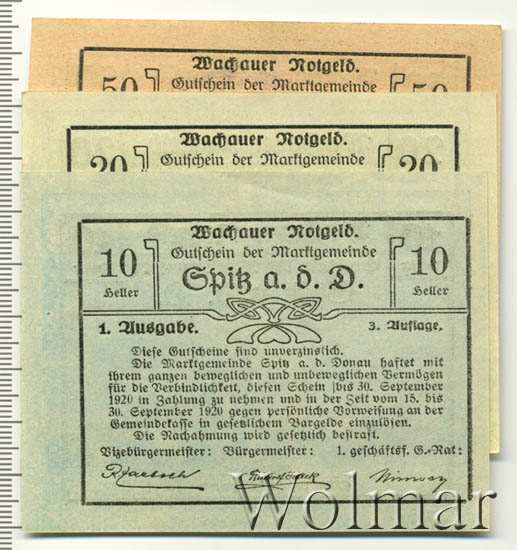 Wachauer Notgeld.
50 Gutschein der Marktgemeinde 50
Wachauer Notgeld.
20 Gutschein der Marktgemeinde 20
Wachauer Notgeld.
Gutschein der Marktgemeinde
10 Heller Spitz a. d. D. 10 Heller
1. Ausgabe. 3. Auflage.
Diese Gutscheine sind unverzinslich.
Die Marktgemeinde Spitz a. d. Donau haftet mit
ihrem ganzen beweglichen und unbeweglichen Vermögen
für die Verbindlichkeit, diesen Schein bis 30. September
1920 in Zahlung zu nehmen und in der Zeit vom 15. bis
30. September 1920 gegen persönliche Vorweisung an der
Gemeindekasse in gesetzlichem Bargelde einzulösen.
Die Nachahmung wird gesetzlich bestraft.
Vizebürgermeister: Bürgermeister: 1. geschäftsf. G.-Rat:
Wolmar